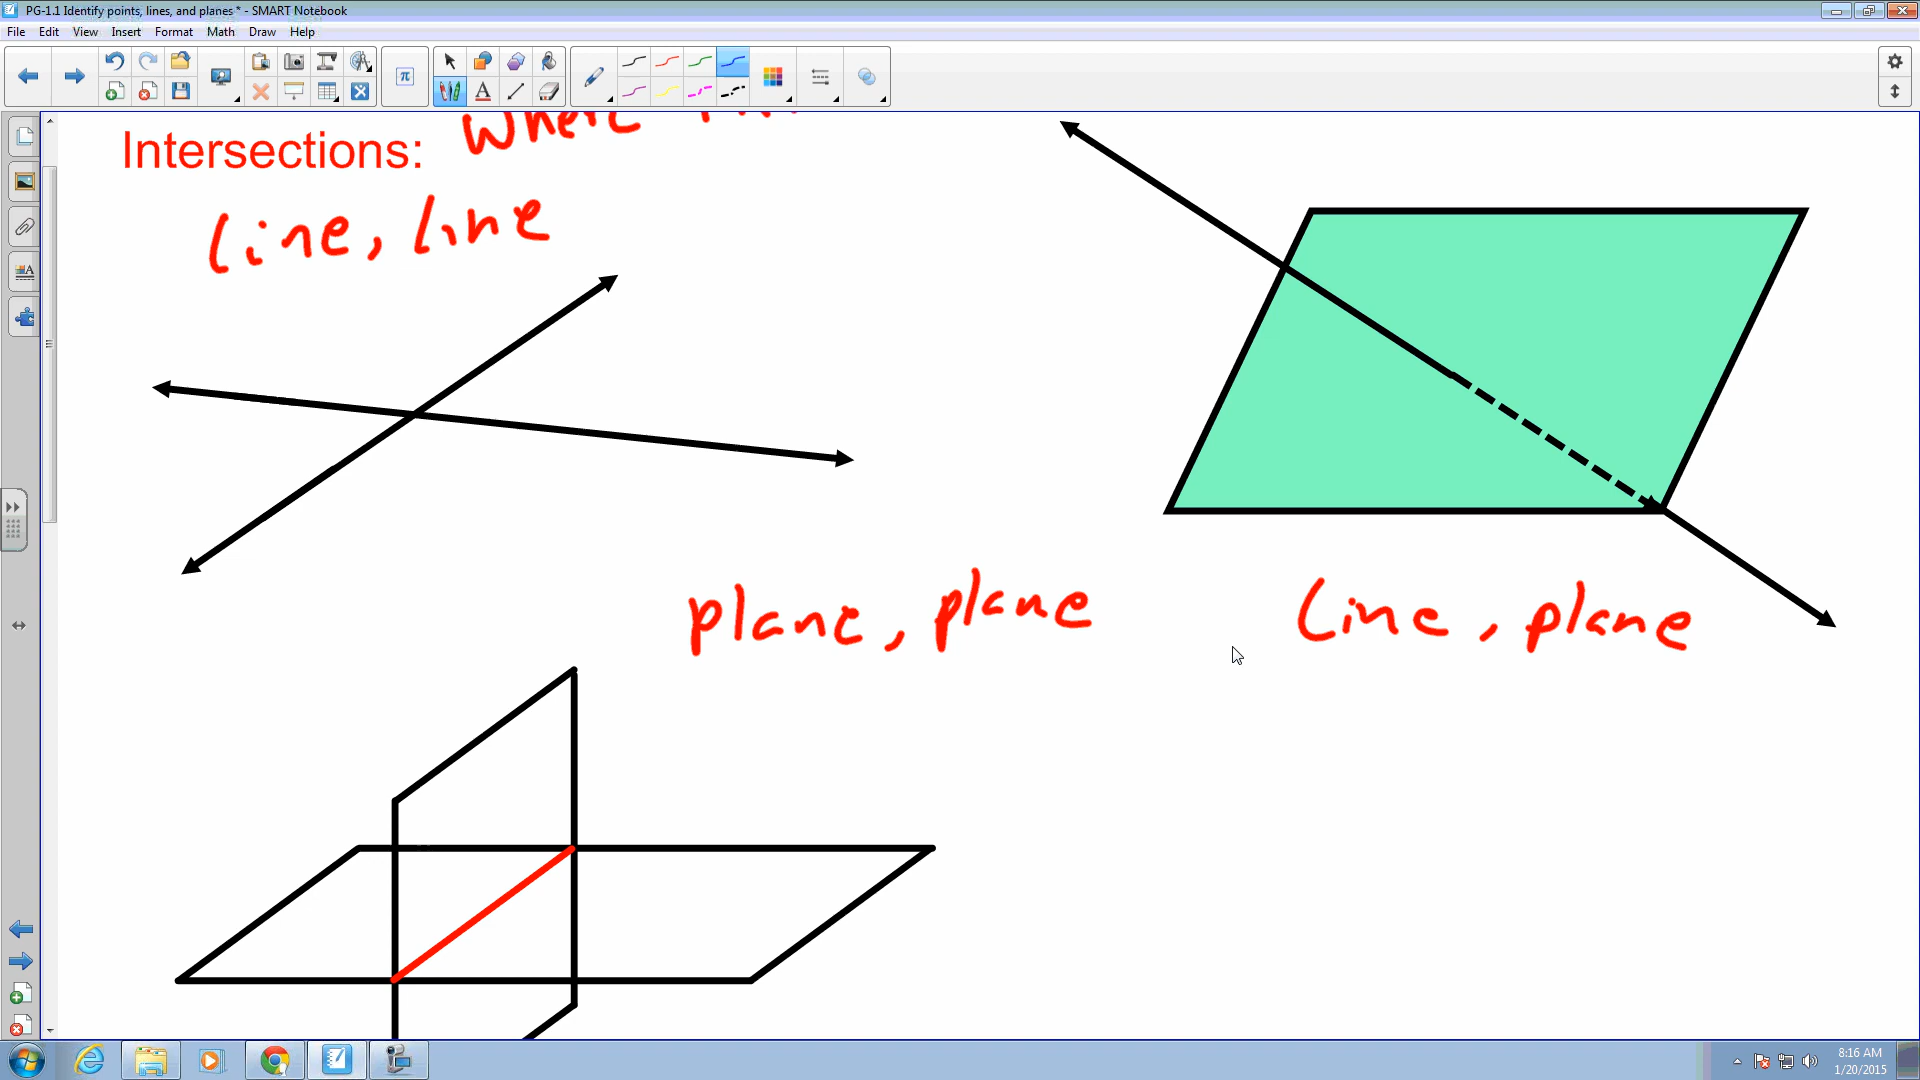 PG-1.1 Identify points, lines, and planes * - SMART Notebook
File Edit View Insert Format Math Draw Help
π
A
Where
Intersections:
line, line
plane, plane
line, plane
8:16 AM
1/20/2015